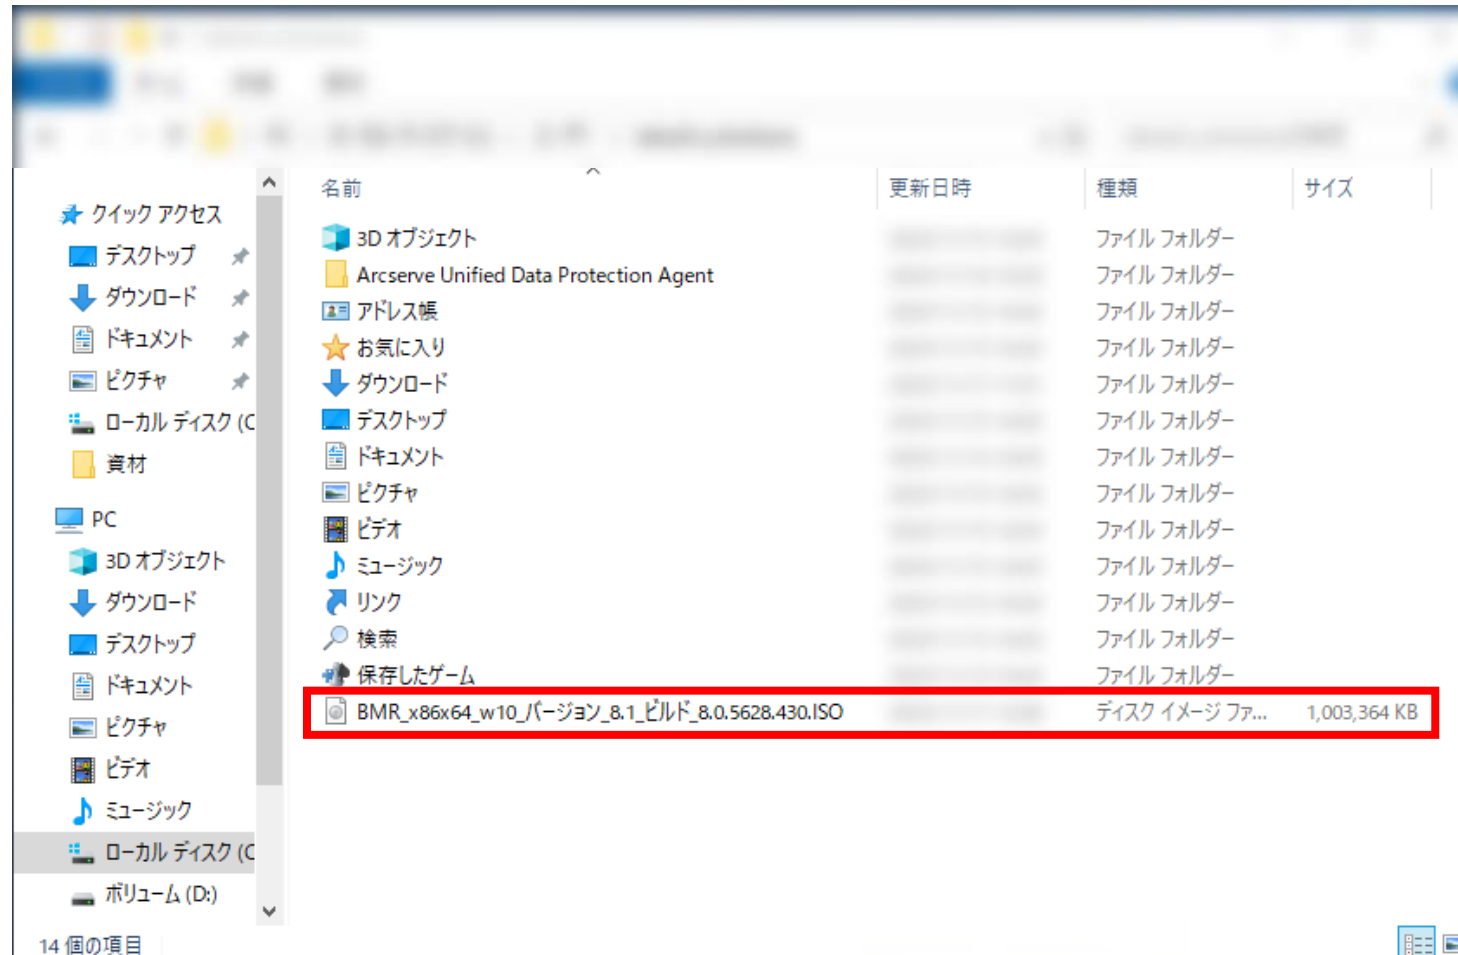 名前 更新日時 種類 サイズ
クイック アクセス
デスクトップ
ダウンロード
ドキュメント
ピクチャ
ローカル ディスク (C
資材
PC
3D オブジェクト
ダウンロード
デスクトップ
ドキュメント
ピクチャ
ビデオ
ミュージック
ローカル ディスク (C
ボリューム (D:)
3D オブジェクト ファイル フォルダー
Arcserve Unified Data Protection Agent ファイル フォルダー
アドレス帳 ファイル フォルダー
お気に入り ファイル フォルダー
ダウンロード ファイル フォルダー
デスクトップ ファイル フォルダー
ドキュメント ファイル フォルダー
ピクチャ ファイル フォルダー
ビデオ ファイル フォルダー
ミュージック ファイル フォルダー
リンク ファイル フォルダー
検索 ファイル フォルダー
保存したゲーム ファイル フォルダー
BMR_x86x64_w10_バージョン_8.1_ビルド_8.0.5628.430.ISO ディスク イメージ ファ... 1,003,364 KB
14 個の項目